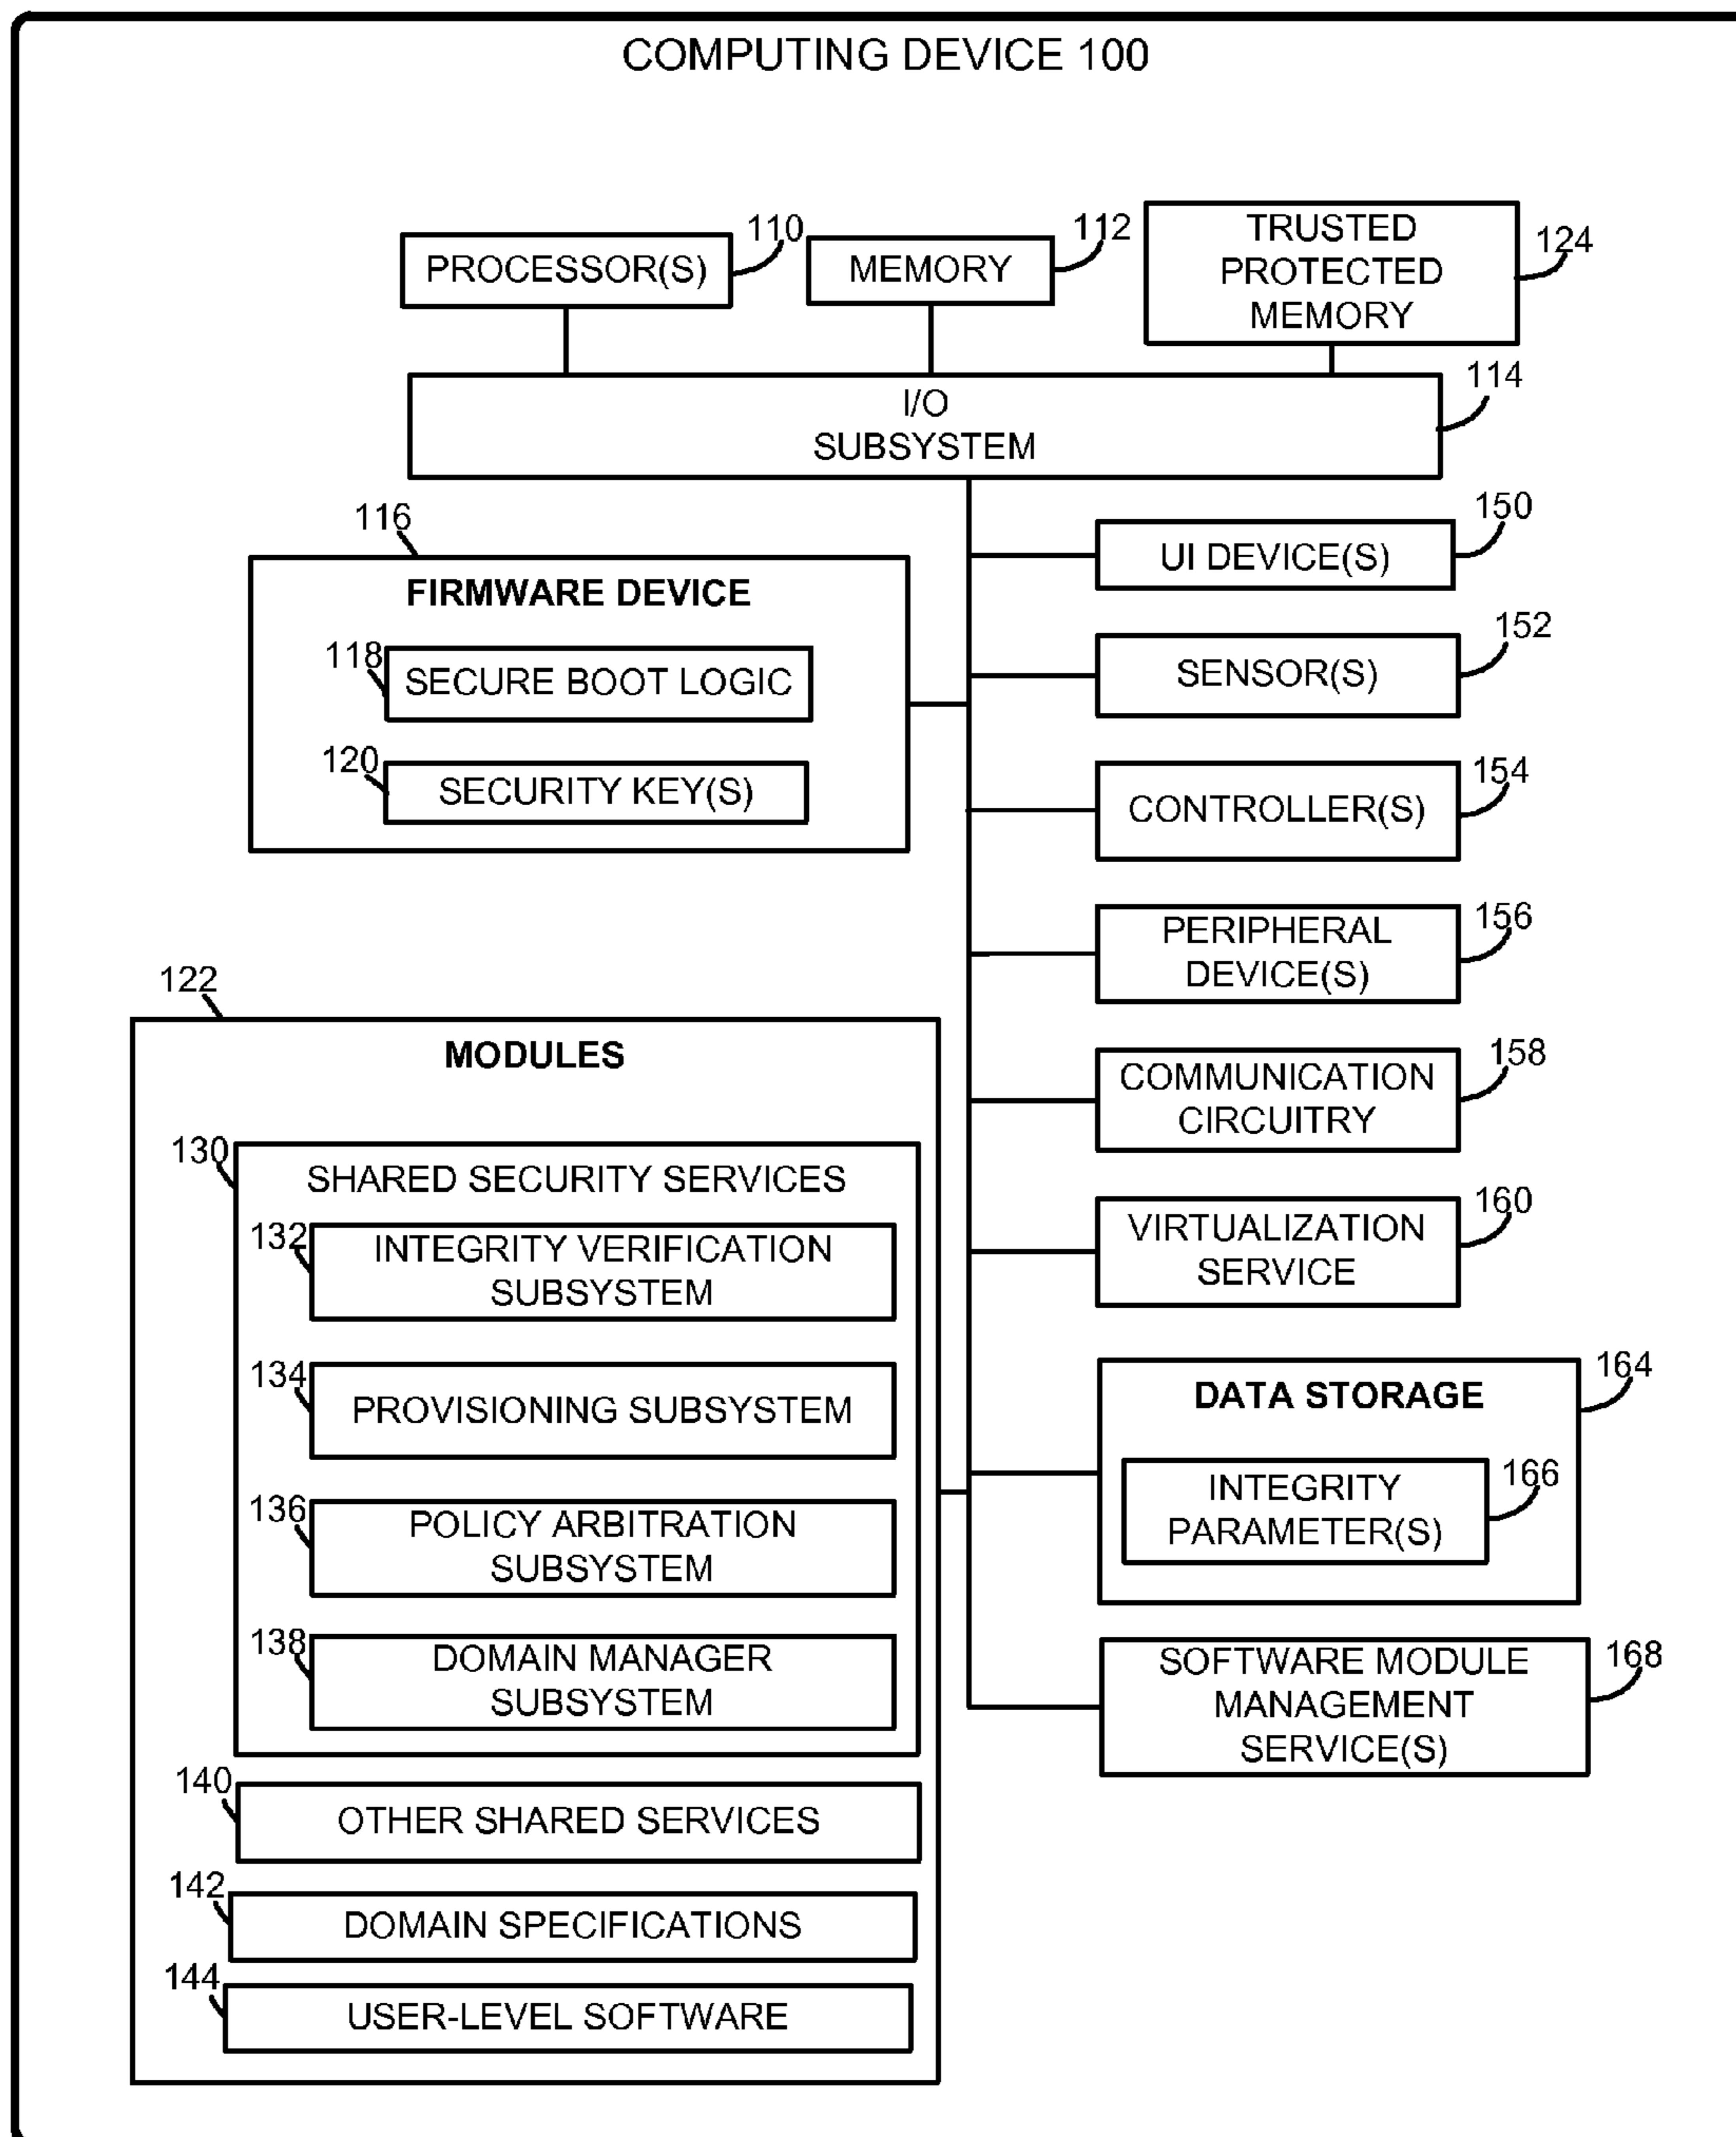 COMPUTING DEVICE 100
110
PROCESSOR(S)
112
MEMORY
124
TRUSTED
PROTECTED
MEMORY
114
I/O
SUBSYSTEM
116
FIRMWARE DEVICE
118
SECURE BOOT LOGIC
120
SECURITY KEY(S)
150
UI DEVICE(S)
152
SENSOR(S)
154
CONTROLLER(S)
156
PERIPHERAL
DEVICE(S)
158
COMMUNICATION
CIRCUITRY
160
VIRTUALIZATION
SERVICE
164
DATA STORAGE
166
INTEGRITY
PARAMETER(S)
168
SOFTWARE MODULE
MANAGEMENT
SERVICE(S)
122
MODULES
130
SHARED SECURITY SERVICES
132
INTEGRITY VERIFICATION
SUBSYSTEM
134
PROVISIONING SUBSYSTEM
136
POLICY ARBITRATION
SUBSYSTEM
138
DOMAIN MANAGER
SUBSYSTEM
140
OTHER SHARED SERVICES
142
DOMAIN SPECIFICATIONS
144
USER-LEVEL SOFTWARE